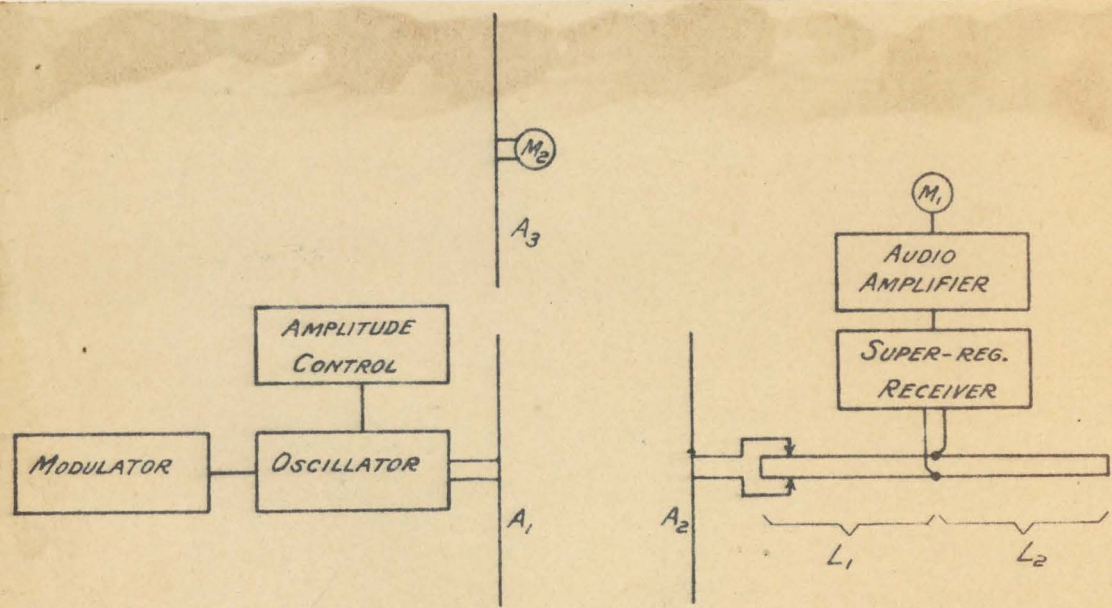 M₂
A₃
M₁
AUDIO
AMPLIFIER
AMPLITUDE
CONTROL
SUPER-REG.
RECEIVER
MODULATOR
OSCILLATOR
A₁
A₂
L₁
L₂